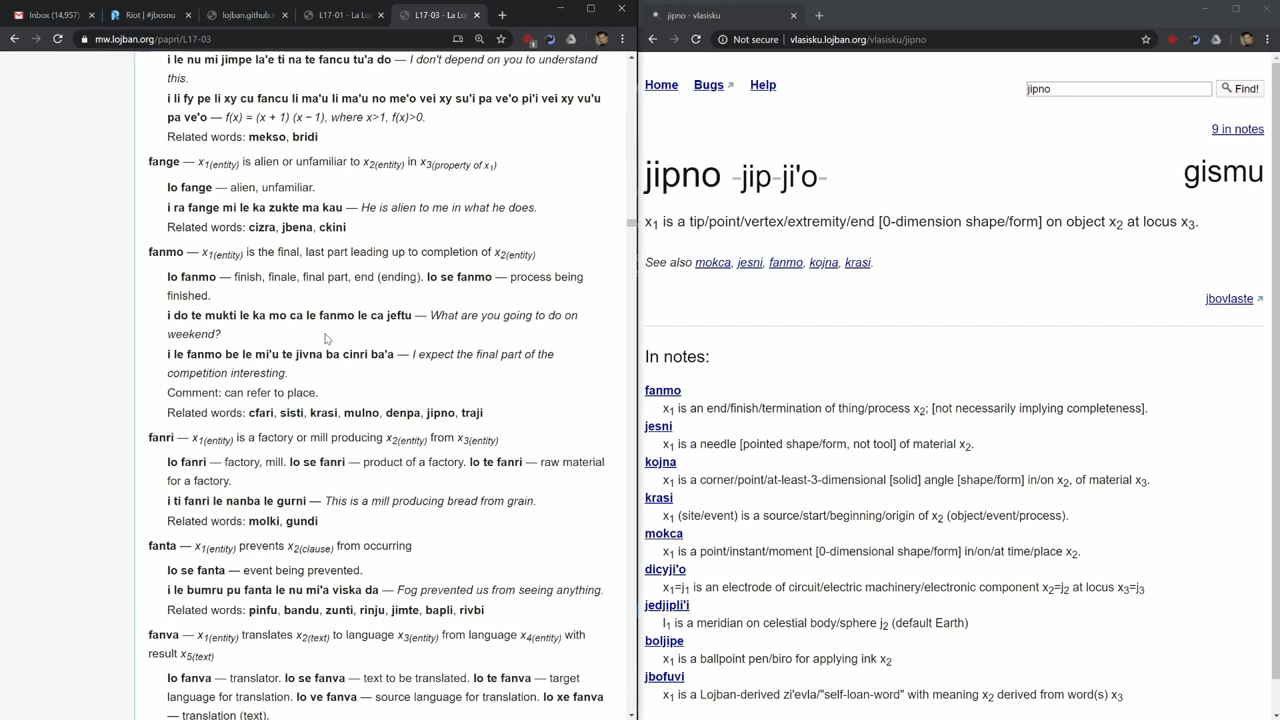 Inbox (14,957)
Riot | #jbosnu
lojban.github.
L17-01 - La Lo
L17-03 - La Lo
mw.lojban.org/papri/L17-03
i le nu mi jimpe la'e ti na te fancu tu'a do — I don't depend on you to understand
this.
i li fy pe li xy cu fancu li ma'u li ma'u no me'o vei xy su'i pa ve'o pi'i vei xy vu'u
pa ve'o — f(x) = (x + 1) (x − 1), where x>1, f(x)>0.
Related words: mekso, bridi
fange — x1(entity) is alien or unfamiliar to x2(entity) in x3(property of x1)
lo fange — alien, unfamiliar.
i ra fange mi le ka zukte ma kau — He is alien to me in what he does.
Related words: cizra, jbena, ckini
fanmo — x1(entity) is the final, last part leading up to completion of x2(entity)
lo fanmo — finish, finale, final part, end (ending). lo se fanmo — process being
finished.
i do te mukti le ka mo ca le fanmo le ca jeftu — What are you going to do on
weekend?
i le fanmo be le mi'u te jivna ba cinri ba'a — I expect the final part of the
competition interesting.
Comment: can refer to place.
Related words: cfari, sisti, krasi, mulno, denpa, jipno, traji
fanri — x1(entity) is a factory or mill producing x2(entity) from x3(entity)
lo fanri — factory, mill. lo se fanri — product of a factory. lo te fanri — raw material
for a factory.
i ti fanri le nanba le gurni — This is a mill producing bread from grain.
Related words: molki, gundi
fanta — x1(entity) prevents x2(clause) from occurring
lo se fanta — event being prevented.
i le bumru pu fanta le nu mi'a viska da — Fog prevented us from seeing anything.
Related words: pinfu, bandu, zunti, rinju, jimte, bapli, rivbi
fanva — x1(entity) translates x2(text) to language x3(entity) from language x4(entity) with
result x5(text)
lo fanva — translator. lo se fanva — text to be translated. lo te fanva — target
language for translation. lo ve fanva — source language for translation. lo xe fanva
— translation (text).
jipno - vlasisku
Not secure | vlasisku.lojban.org/vlasisku/jipno
Home Bugs Help
jipno
Find!
9 in notes
jipno -jip-ji'o-
gismu
x1 is a tip/point/vertex/extremity/end [0-dimension shape/form] on object x2 at locus x3.
See also mokca, jesni, fanmo, kojna, krasi.
jbovlaste
In notes:
fanmo
x1 is an end/finish/termination of thing/process x2; [not necessarily implying completeness].
jesni
x1 is a needle [pointed shape/form, not tool] of material x2.
kojna
x1 is a corner/point/at-least-3-dimensional [solid] angle [shape/form] in/on x2, of material x3.
krasi
x1 (site/event) is a source/start/beginning/origin of x2 (object/event/process).
mokca
x1 is a point/instant/moment [0-dimensional shape/form] in/on/at time/place x2.
dicyji'o
x1=j1 is an electrode of circuit/electric machinery/electronic component x2=j2 at locus x3=j3
jedjipli'i
l1 is a meridian on celestial body/sphere j2 (default Earth)
boljipe
x1 is a ballpoint pen/biro for applying ink x2
jbofuvi
x1 is a Lojban-derived zi'evla/"self-loan-word" with meaning x2 derived from word(s) x3